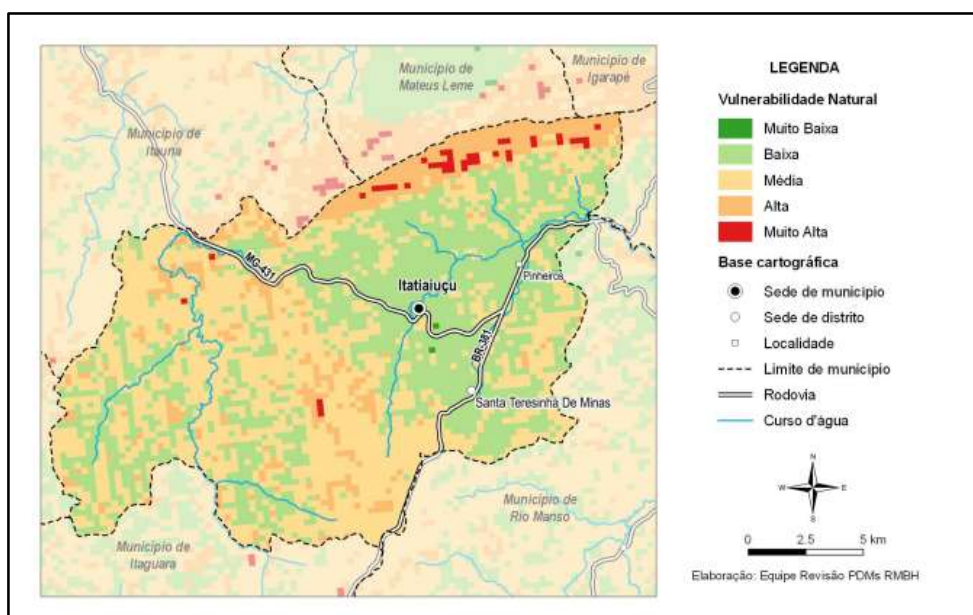 Município de
Mateus Leme
Município de
Igarapé
Município de
Itaúna
MG-431
Itatiaiuçu
Pinheiros
BR-381
Santa Teresinha De Minas
Município de
Rio Manso
Município de
Itaguara
LEGENDA
Vulnerabilidade Natural
Muito Baixa
Baixa
Média
Alta
Muito Alta
Base cartográfica
Sede de município
Sede de distrito
Localidade
Limite de município
Rodovia
Curso d'água
N
W
E
S
0 2.5 5 km
Elaboração: Equipe Revisão PDMs RMBH